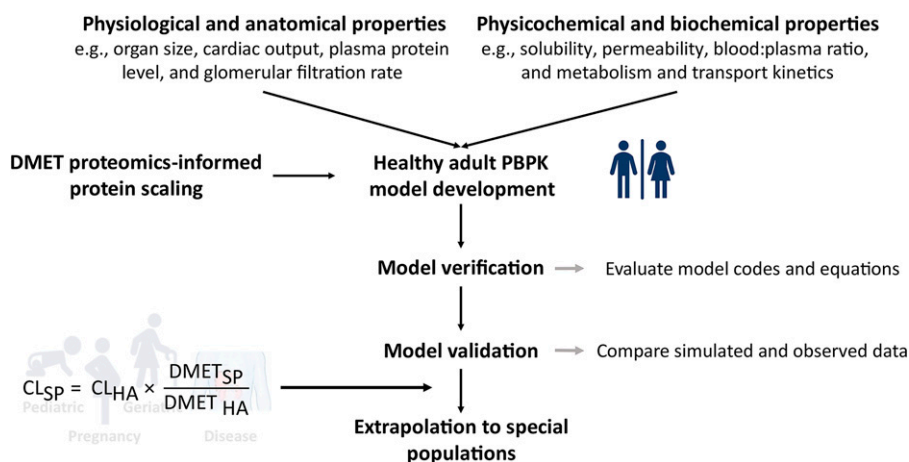 Physiological and anatomical properties
e.g., organ size, cardiac output, plasma protein
level, and glomerular filtration rate
Physicochemical and biochemical properties
e.g., solubility, permeability, blood:plasma ratio,
and metabolism and transport kinetics
DMET proteomics-informed
protein scaling
Healthy adult PBPK
model development
Model verification
Evaluate model codes and equations
Model validation
Compare simulated and observed data
CLSP = CLHA × DMETSP
DMET HA
Pediatric
Geriatric
Pregnancy
Disease
Extrapolation to special
populations